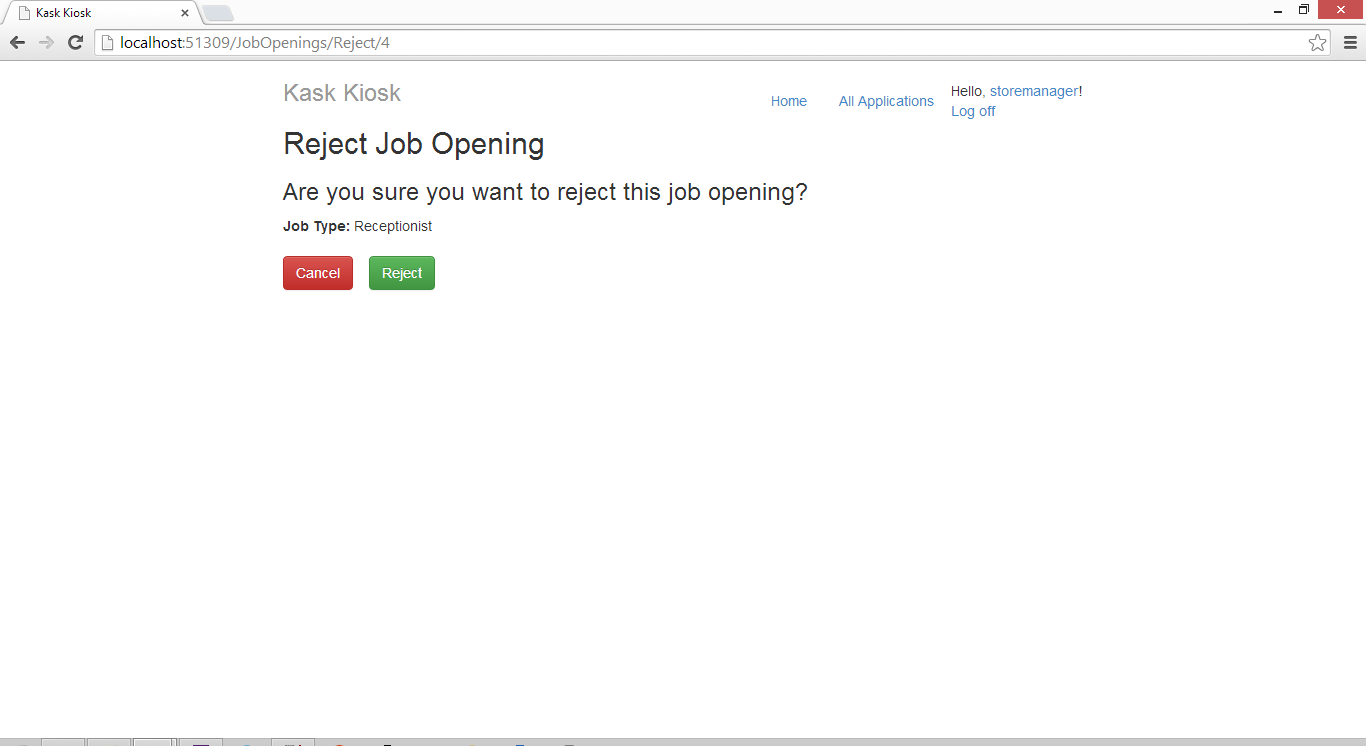 Kask Kiosk
localhost:51309/JobOpenings/Reject/4
Kask Kiosk
Home
All Applications
Hello, storemanager!
Log off
Reject Job Opening
Are you sure you want to reject this job opening?
Job Type: Receptionist
Cancel
Reject